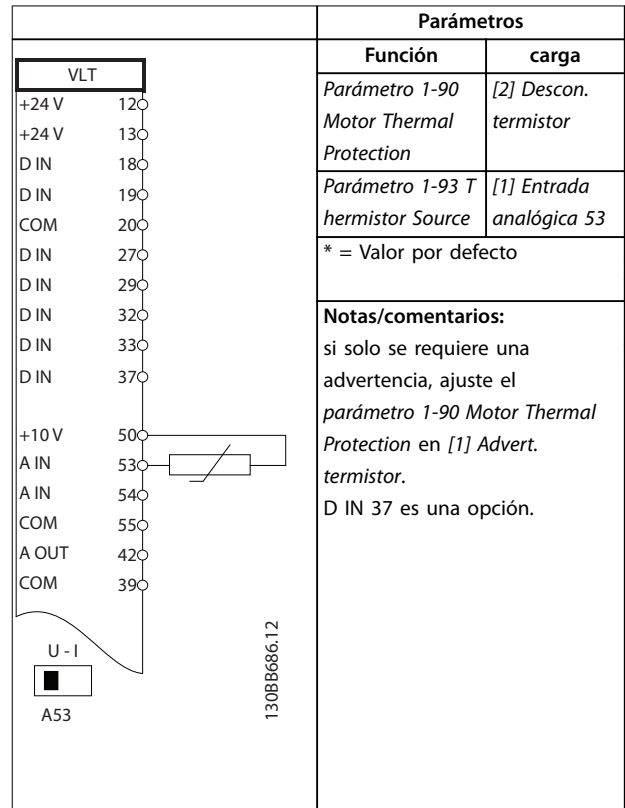 VLT
+24 V 12
+24 V 13
D IN 18
D IN 19
COM 20
D IN 27
D IN 29
D IN 32
D IN 33
D IN 37
+10 V 50
A IN 53
A IN 54
COM 55
A OUT 42
COM 39
U - I
A53
130BB686.12
Parámetros
Función carga
Parámetro 1-90 [2] Descon.
Motor Thermal termistor
Protection
Parámetro 1-93 T [1] Entrada
hermistor Source analógica 53
* = Valor por defecto
Notas/comentarios:
si solo se requiere una
advertencia, ajuste el
parámetro 1-90 Motor Thermal
Protection en [1] Advert.
termistor.
D IN 37 es una opción.